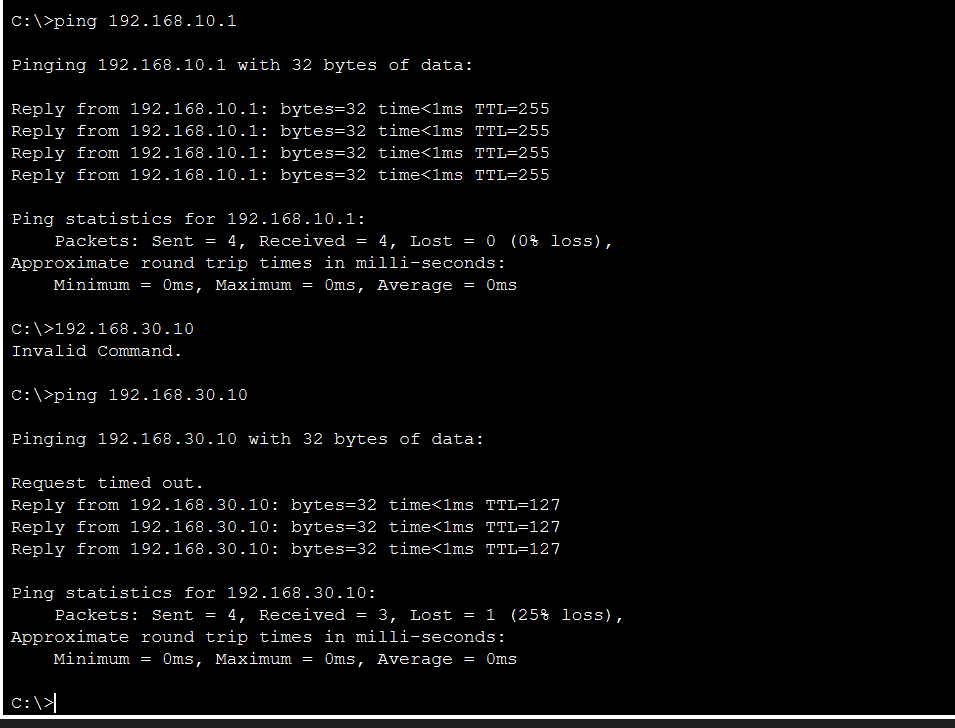 C:\>ping 192.168.10.1
Pinging 192.168.10.1 with 32 bytes of data:
Reply from 192.168.10.1: bytes=32 time<1ms TTL=255
Reply from 192.168.10.1: bytes=32 time<1ms TTL=255
Reply from 192.168.10.1: bytes=32 time<1ms TTL=255
Reply from 192.168.10.1: bytes=32 time<1ms TTL=255
Ping statistics for 192.168.10.1:
    Packets: Sent = 4, Received = 4, Lost = 0 (0% loss),
Approximate round trip times in milli-seconds:
    Minimum = 0ms, Maximum = 0ms, Average = 0ms
C:\>192.168.30.10
Invalid Command.
C:\>ping 192.168.30.10
Pinging 192.168.30.10 with 32 bytes of data:
Request timed out.
Reply from 192.168.30.10: bytes=32 time<1ms TTL=127
Reply from 192.168.30.10: bytes=32 time<1ms TTL=127
Reply from 192.168.30.10: bytes=32 time<1ms TTL=127
Ping statistics for 192.168.30.10:
    Packets: Sent = 4, Received = 3, Lost = 1 (25% loss),
Approximate round trip times in milli-seconds:
    Minimum = 0ms, Maximum = 0ms, Average = 0ms
C:\>